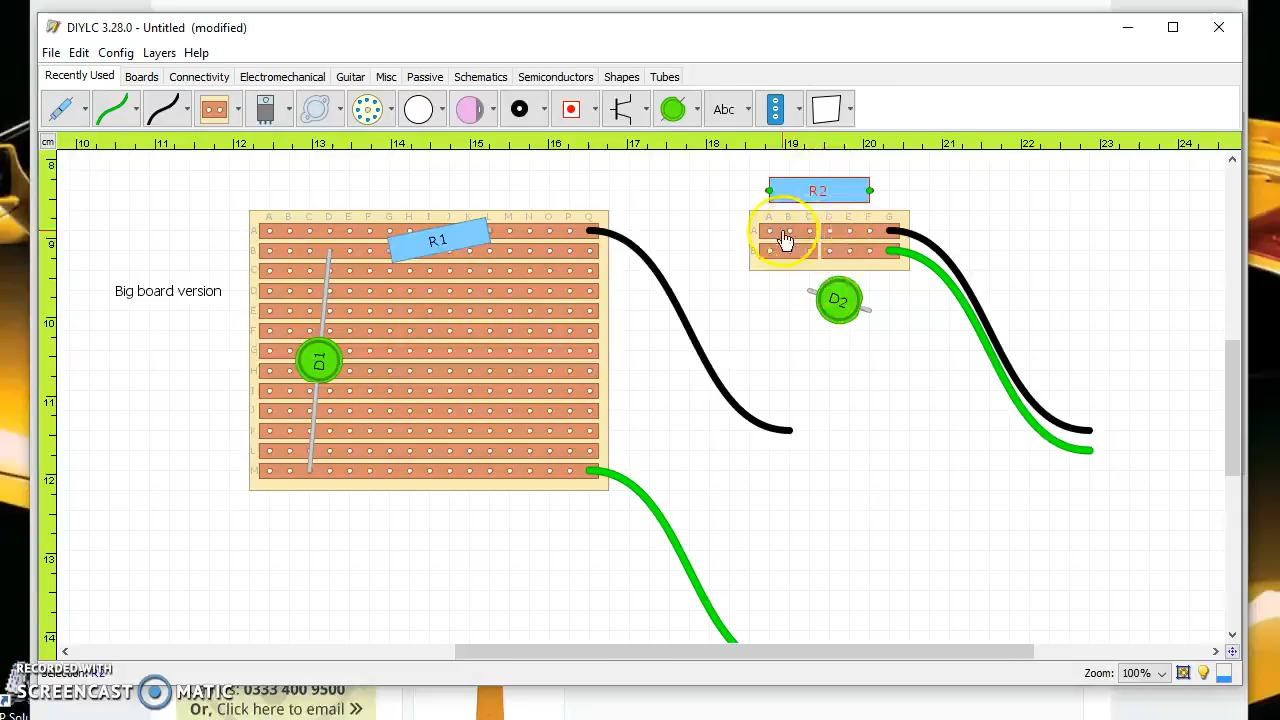 DIYLC 3.28.0 - Untitled (modified)
File Edit Config Layers Help
Recently Used Boards Connectivity Electromechanical Guitar Misc Passive Schematics Semiconductors Shapes Tubes
Abc
cm 10 11 12 13 14 15 16 17 18 19 20 21 22 23 24
8
R2
A B C D E F G H I J K L M N O P Q
A B C D E F G
A
R1
9
B
C
Big board version
D
D2
10
E
F
G
D1
H
11
I
J
L
M
12
13
14
RECORDED WITH
SCREENCAST MATIC
Zoom: 100%
s: 0333 400 9500
Or, Click here to email